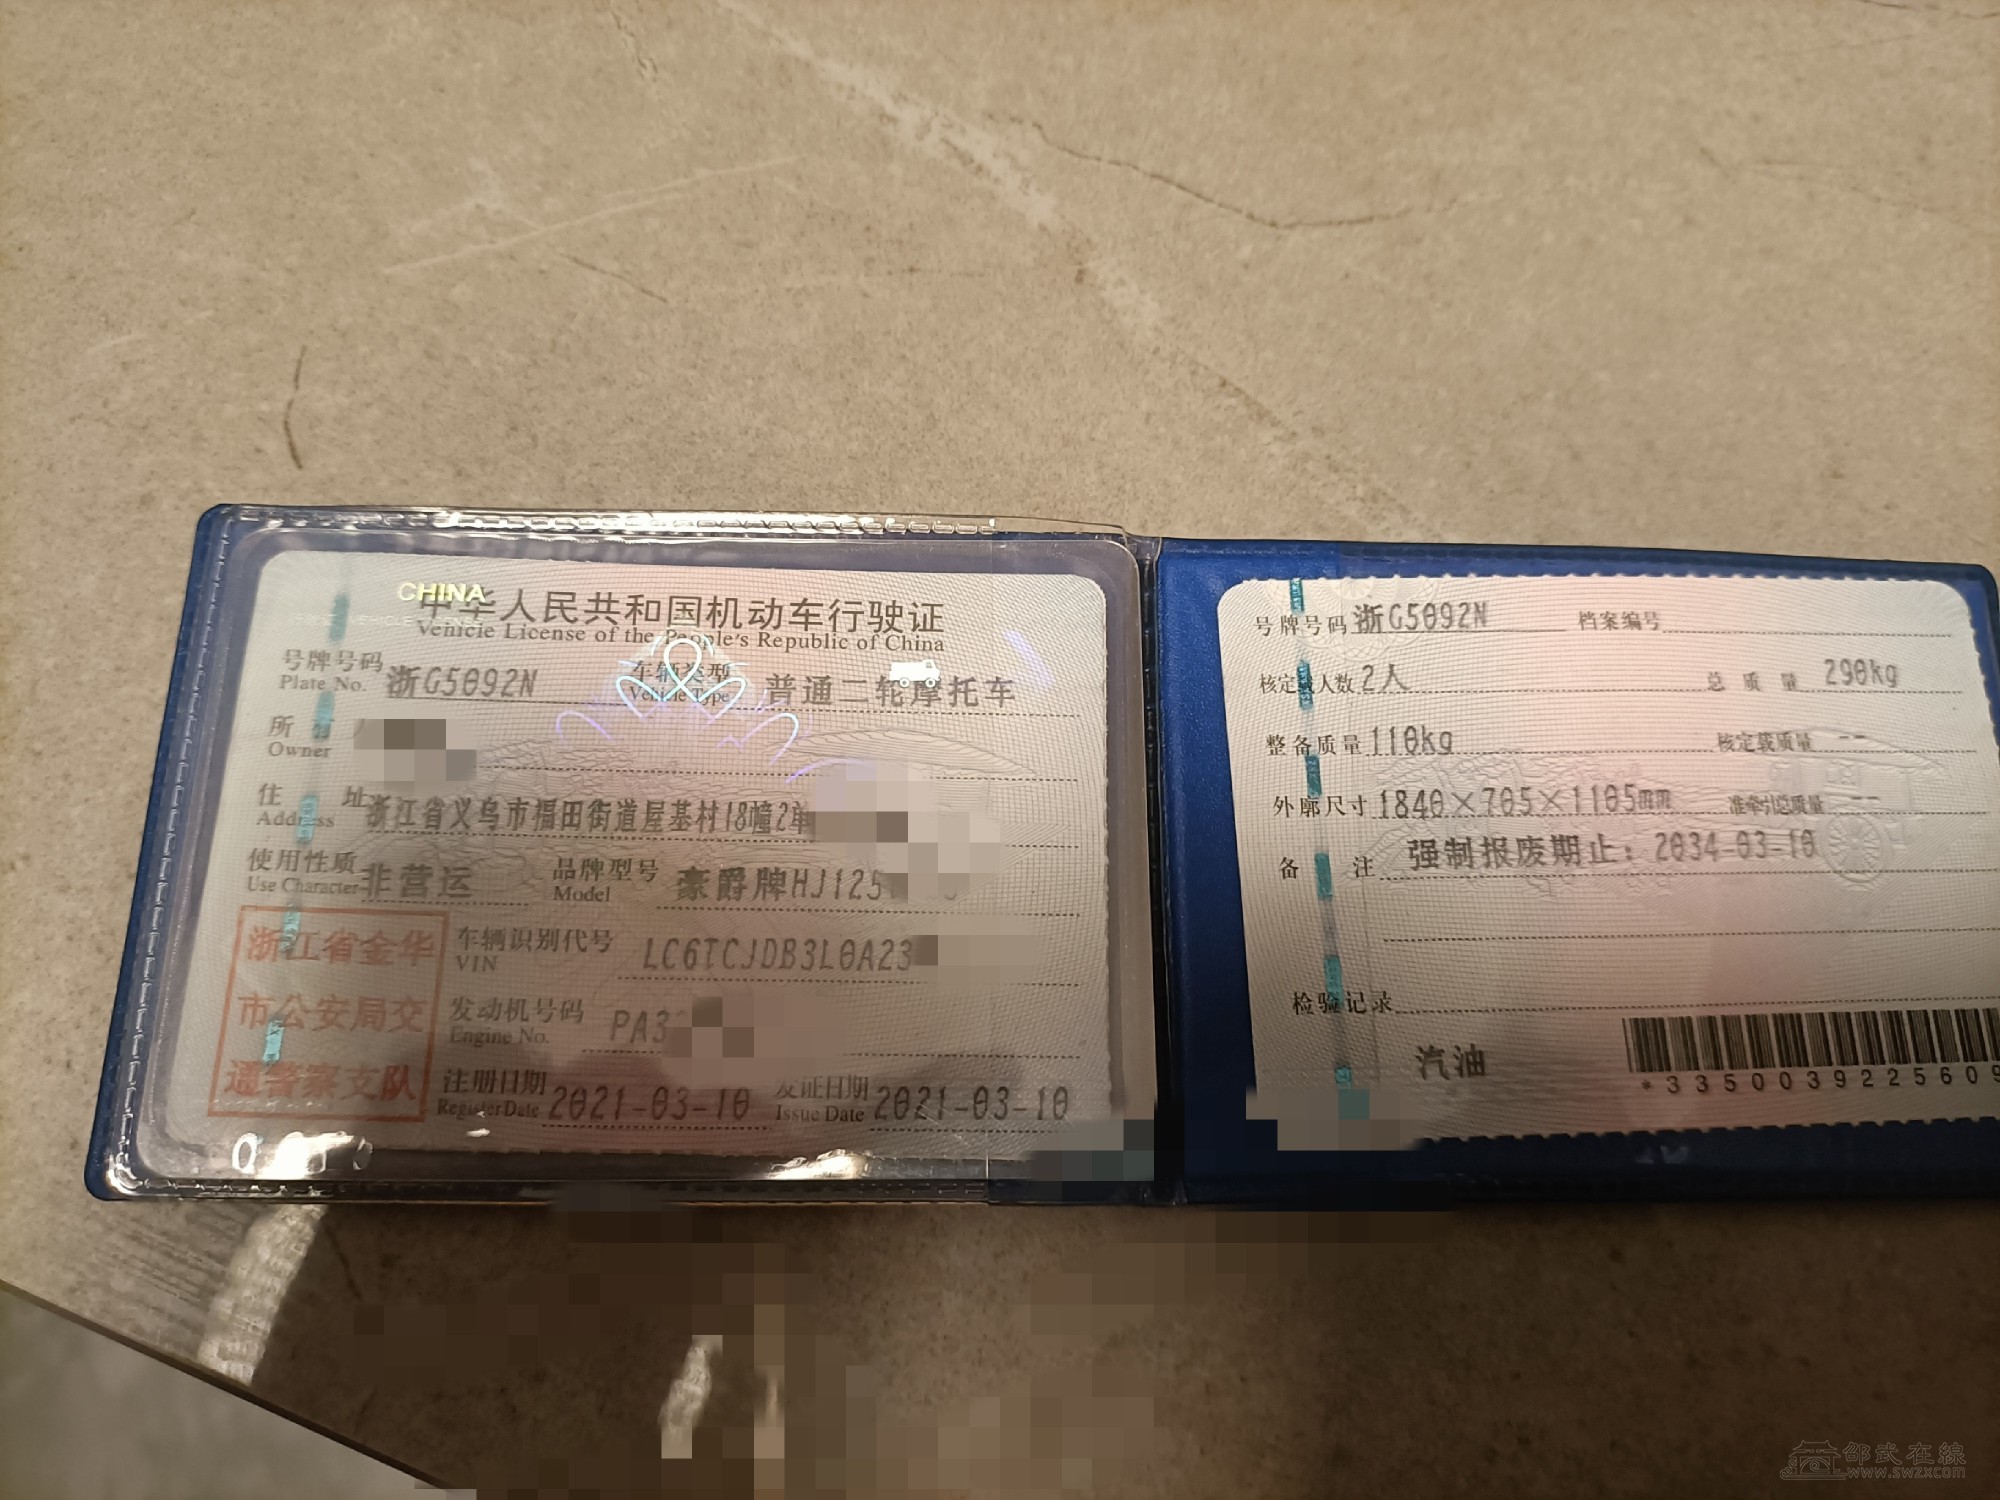 CHINA
中华人民共和国机动车行驶证
Vehicle License of the People's Republic of China
号牌号码 浙G5092N 车辆类型 普通二轮摩托车
Plate No. Vehicle Type
所有人
Owner
住址 浙江省义乌市福田街道屋基村18幢2单
Address
使用性质 非营运 品牌型号 豪爵牌HJ125
Use Character Model
浙江省金华
市公安局交
通警察支队
车辆识别代号 LC6TCJDB3L0A23
VIN
发动机号码 PA3
Engine No.
注册日期 2021-03-10 发证日期 2021-03-10
Register Date Issue Date
号牌号码 浙G5092N 档案编号
核定载人数 2人 总质量 290kg
整备质量 110kg 核定载质量 --
外廓尺寸 1840×705×1105mm 准牵引总质量 --
备注 强制报废期止：2034-03-10
检验记录
汽油
*335003922560
邵武在線
www.swzx.com